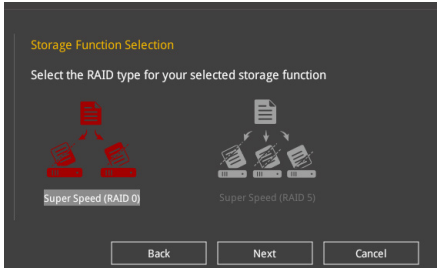 Storage Function Selection
Select the RAID type for your selected storage function
Super Speed (RAID 0)
Super Speed (RAID 5)
Back
Next
Cancel